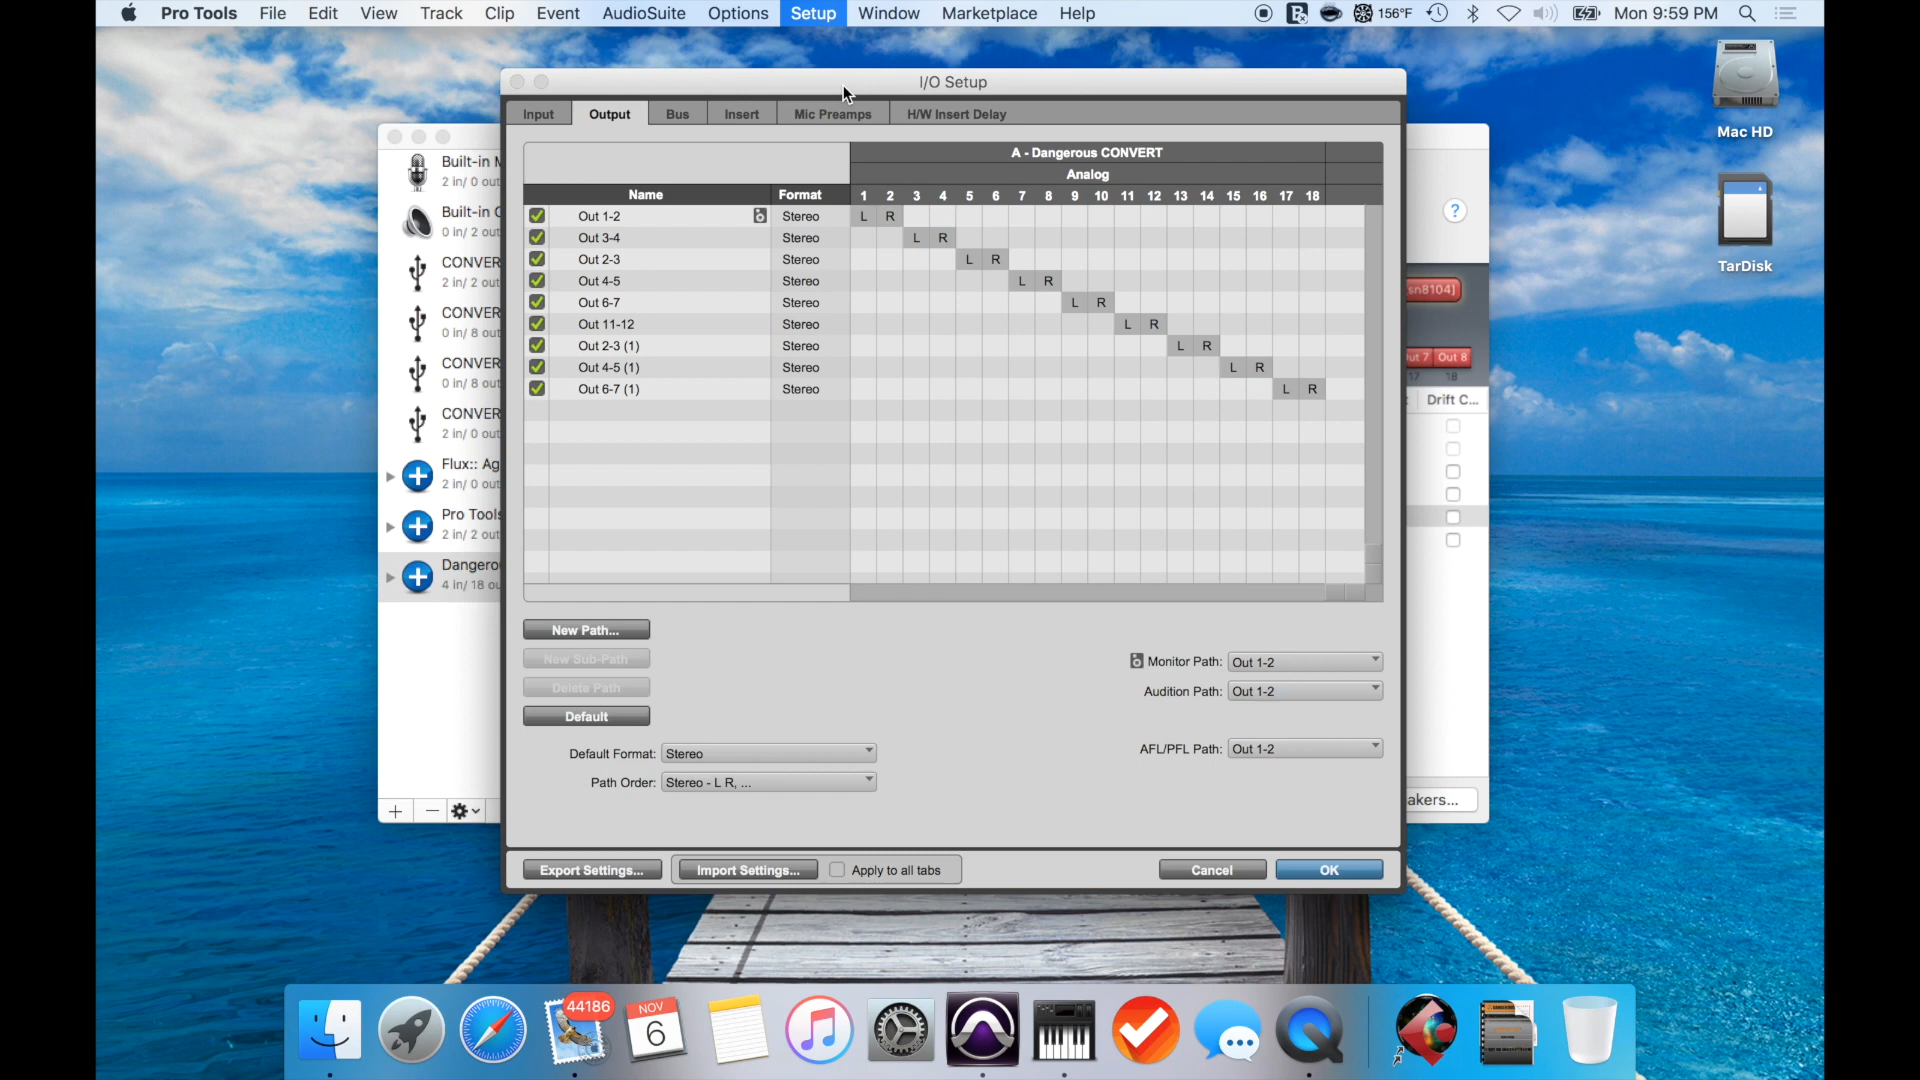 Pro Tools File Edit View Track Clip Event AudioSuite Options Setup Window Marketplace Help 156°F Mon 9:59 PM
I/O Setup
Input Output Bus Insert Mic Preamps H/W Insert Delay
A - Dangerous CONVERT
Analog
Name Format 1 2 3 4 5 6 7 8 9 10 11 12 13 14 15 16 17 18
Out 1-2 Stereo L R
Out 3-4 Stereo L R
Out 2-3 Stereo L R
Out 4-5 Stereo L R
Out 6-7 Stereo L R
Out 11-12 Stereo L R
Out 2-3 (1) Stereo L R
Out 4-5 (1) Stereo L R
Out 6-7 (1) Stereo L R
New Path...
New Sub-Path
Delete Path
Default
Default Format: Stereo
Path Order: Stereo - L R, ...
Monitor Path: Out 1-2
Audition Path: Out 1-2
AFL/PFL Path: Out 1-2
Export Settings... Import Settings... Apply to all tabs Cancel OK
Built-in
2 in/ 0 out
Built-in
0 in/ 2 out
CONVER
2 in/ 2 out
CONVER
0 in/ 8 out
CONVER
0 in/ 8 out
CONVER
2 in/ 0 out
Flux:: Ag
2 in/ 0 out
Pro Tools
2 in/ 2 out
Dangero
4 in/ 18 ou
?
sn8104]
ut 7 Out 8
17 18
Drift C...
akers...
Mac HD
TarDisk
44186
NOV
6